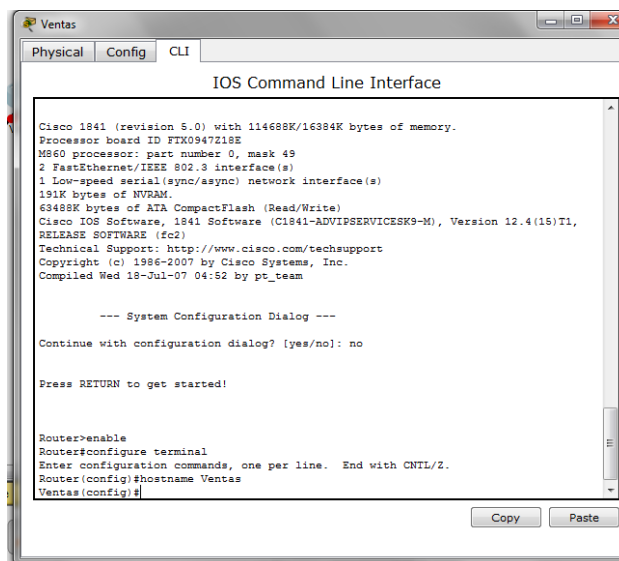 Ventas
Physical Config CLI
IOS Command Line Interface
Cisco 1841 (revision 5.0) with 114688K/16384K bytes of memory.
Processor board ID FTX0947Z18E
M860 processor: part number 0, mask 49
2 FastEthernet/IEEE 802.3 interface(s)
1 Low-speed serial(sync/async) network interface(s)
191K bytes of NVRAM.
63488K bytes of ATA CompactFlash (Read/Write)
Cisco IOS Software, 1841 Software (C1841-ADVIPSERVICESK9-M), Version 12.4(15)T1,
RELEASE SOFTWARE (fc2)
Technical Support: http://www.cisco.com/techsupport
Copyright (c) 1986-2007 by Cisco Systems, Inc.
Compiled Wed 18-Jul-07 04:52 by pt_team
--- System Configuration Dialog ---
Continue with configuration dialog? [yes/no]: no
Press RETURN to get started!
Router>enable
Router#configure terminal
Enter configuration commands, one per line.  End with CNTL/Z.
Router(config)#hostname Ventas
Ventas(config)#
Copy Paste